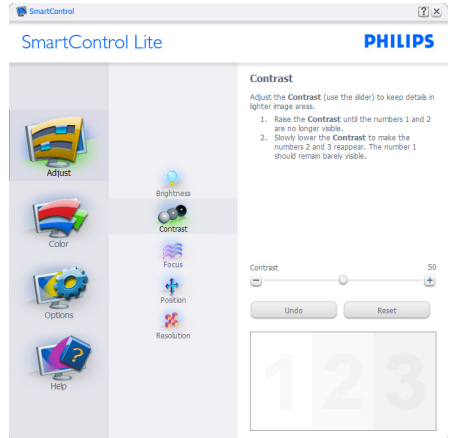 SmartControl
SmartControl Lite
PHILIPS
Adjust
Color
Options
Help
Brightness
Contrast
Focus
Position
Resolution
Contrast
Adjust the Contrast (use the slider) to keep details in
lighter image areas.
1. Raise the Contrast until the numbers 1 and 2
are no longer visible.
2. Slowly lower the Contrast to make the
numbers 2 and 3 reappear. The number 1
should remain barely visible.
Contrast 50
Undo Reset
1 2 3